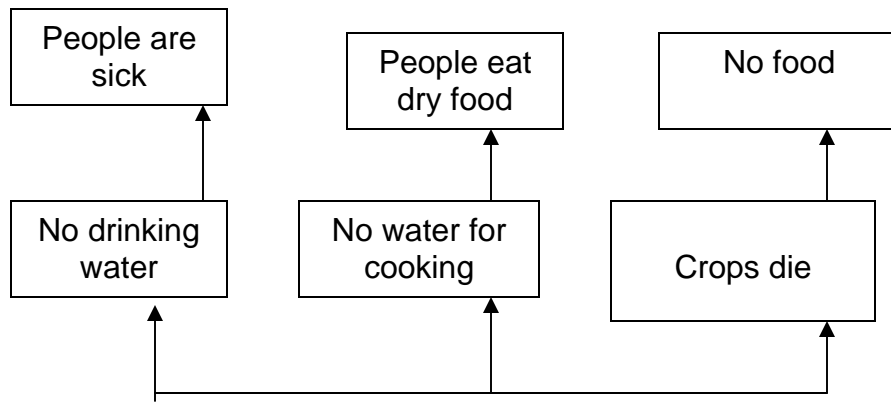 People are
sick
People eat
dry food
No food
No drinking
water
No water for
cooking
Crops die